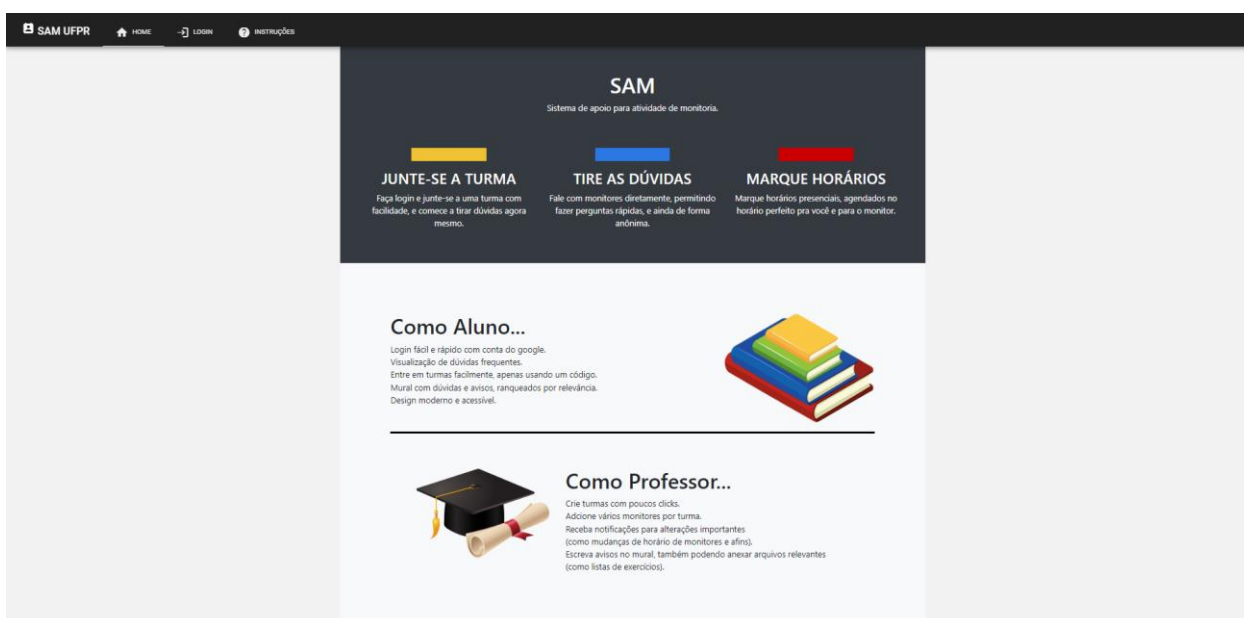 SAM UFPR
HOME
LOGIN
INSTRUÇÕES
SAM
Sistema de apoio para atividade de monitoria.
JUNTE-SE A TURMA
Faça login e junte-se a uma turma com
facilidade, e comece a tirar dúvidas agora
mesmo.
TIRE AS DÚVIDAS
Fale com monitores diretamente, permitindo
fazer perguntas rápidas, e ainda de forma
anônima.
MARQUE HORÁRIOS
Marque horários presenciais, agendados no
horário perfeito pra você e para o monitor.
Como Aluno...
Login fácil e rápido com conta do google.
Visualização de dúvidas frequentes.
Entre em turmas facilmente, apenas usando um código.
Mural com dúvidas e avisos, ranqueados por relevância.
Design moderno e acessível.
Como Professor...
Crie turmas com poucos clicks.
Adcione vários monitores por turma.
Receba notificações para alterações importantes
(como mudanças de horário de monitores e afins).
Escreva avisos no mural, também podendo anexar arquivos relevantes
(como listas de exercícios).